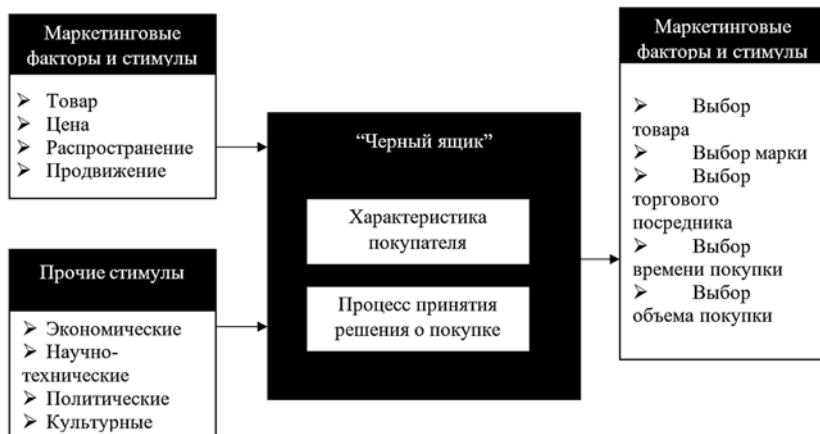 Маркетинговые
факторы и стимулы
➢ Товар
➢ Цена
➢ Распространение
➢ Продвижение
Прочие стимулы
➢ Экономические
➢ Научно-
технические
➢ Политические
➢ Культурные
“Черный ящик”
Характеристика
покупателя
Процесс принятия
решения о покупке
Маркетинговые
факторы и стимулы
➢ Выбор
товара
➢ Выбор марки
➢ Выбор
торгового
посредника
➢ Выбор
времени покупки
➢ Выбор
объема покупки